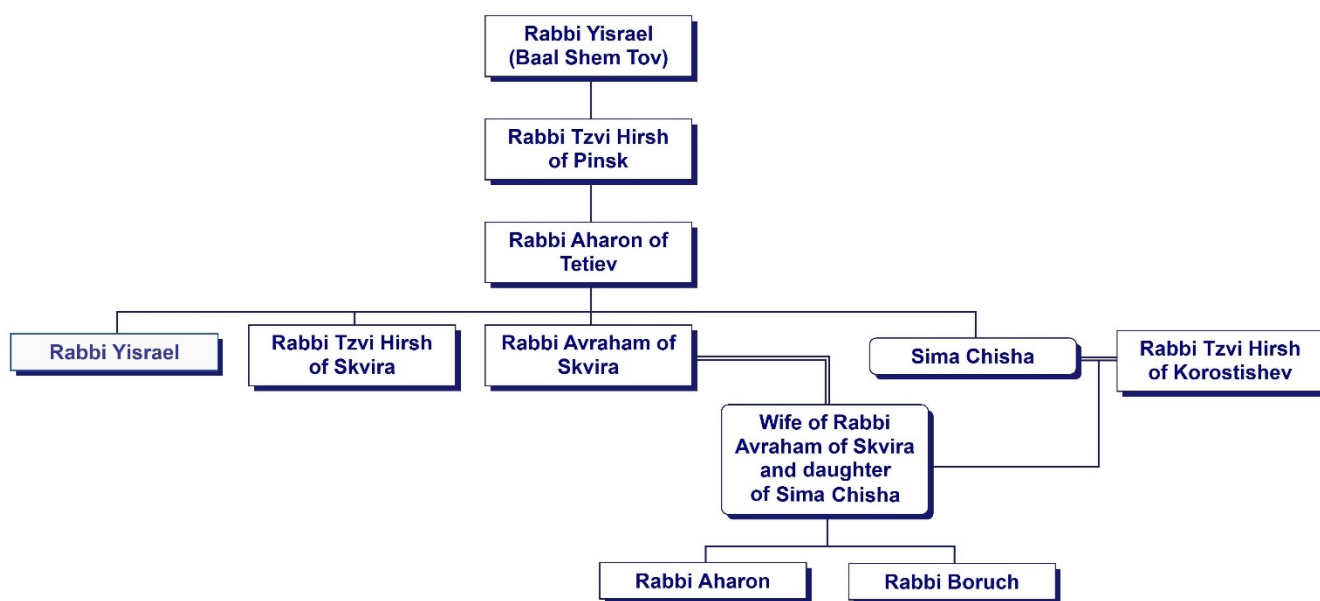 Rabbi Yisrael
(Baal Shem Tov)
Rabbi Tzvi Hirsh
of Pinsk
Rabbi Aharon of
Tetiev
Rabbi Yisrael
Rabbi Tzvi Hirsh
of Skvira
Rabbi Avraham of
Skvira
Sima Chisha
Rabbi Tzvi Hirsh
of Korostishev
Wife of Rabbi
Avraham of Skvira
and daughter
of Sima Chisha
Rabbi Aharon
Rabbi Boruch